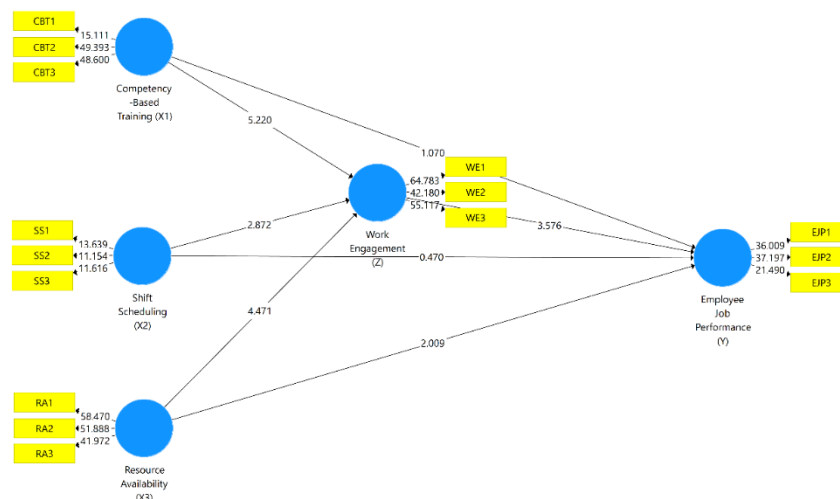 CBT1
15.111
CBT2
49.393
48.600
CBT3
Competency
-Based
Training (X1)
5.220
1.070
WE1
64.783
42.180
WE2
55.117
WE3
3.576
Work
Engagement
(Z)
2.872
SS1
13.639
SS2
11.154
11.616
SS3
Shift
Scheduling
(X2)
0.470
EJP1
36.009
37.197
EJP2
21.490
EJP3
Employee
Job
Performance
(Y)
4.471
2.009
RA1
58.470
RA2
51.888
41.972
RA3
Resource
Availability
(X3)